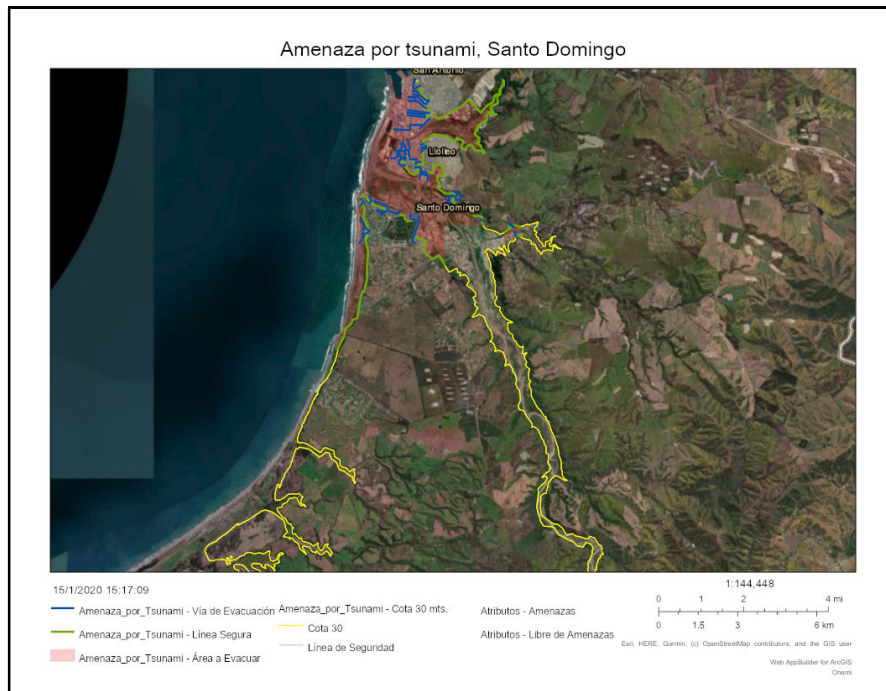 Amenaza por tsunami, Santo Domingo
San Antonio
Llolleo
Santo Domingo
15/1/2020 15:17:09
Amenaza_por_Tsunami - Vía de Evacuación
Amenaza_por_Tsunami - Línea Segura
Amenaza_por_Tsunami - Área a Evacuar
Amenaza_por_Tsunami - Cota 30 mts.
Cota 30
Línea de Seguridad
Atributos - Amenazas
Atributos - Libre de Amenazas
1:144,448
0 1 2 4 mi
0 1.5 3 6 km
Esri, HERE, Garmin, (c) OpenStreetMap contributors, and the GIS user
Web AppBuilder for ArcGIS
Onemi